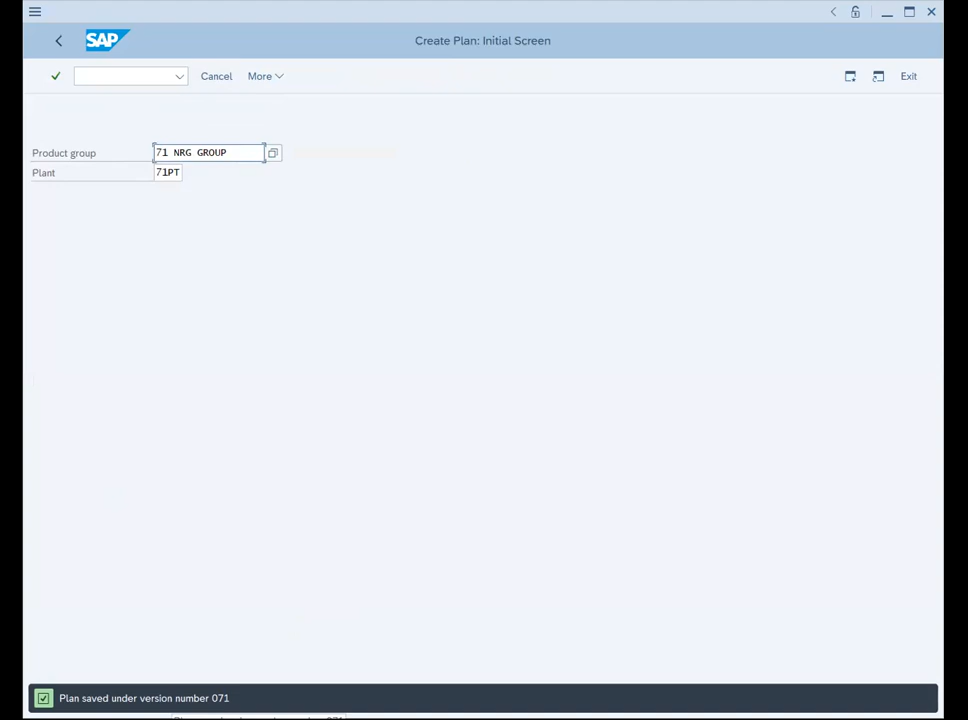 SAP
Create Plan: Initial Screen
Cancel More Exit
Product group 71 NRG GROUP
Plant 71PT
Plan saved under version number 071